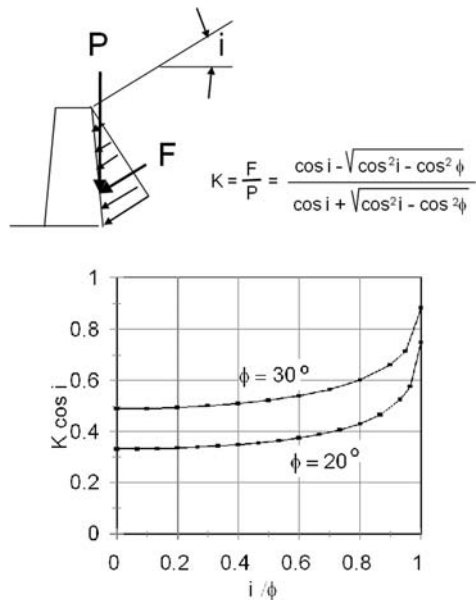 P
i
F
K = F/P = (cos i - √(cos²i - cos²ϕ)) / (cos i + √(cos²i - cos²ϕ))
1
0.8
0.6
0.4
0.2
0
K cos i
ϕ = 30°
ϕ = 20°
0 0.2 0.4 0.6 0.8 1
i /ϕ